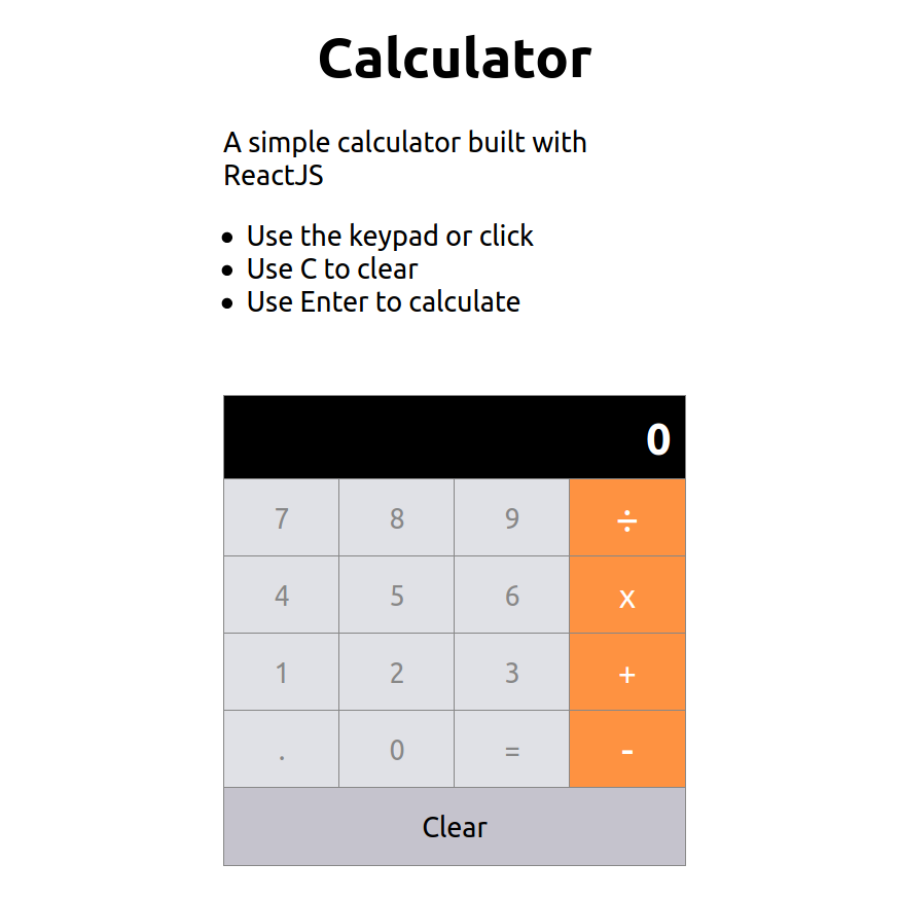 Calculator
A simple calculator built with
ReactJS
• Use the keypad or click
• Use C to clear
• Use Enter to calculate
0
7 8 9 ÷
4 5 6 x
1 2 3 +
. 0 = -
Clear